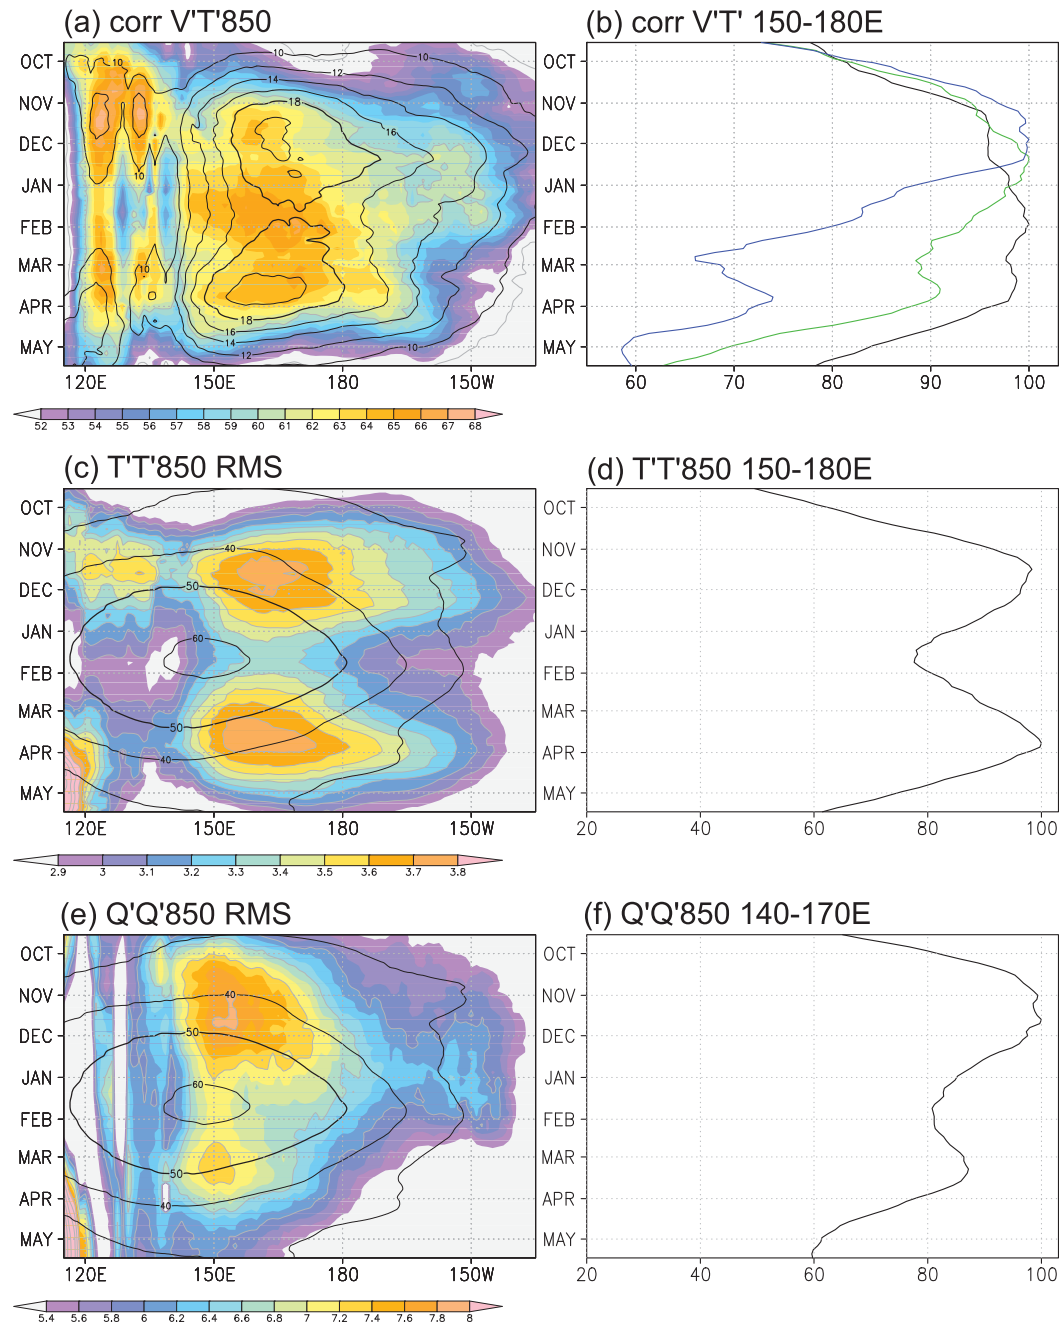 (a) corr V'T'850
OCT
NOV
DEC
JAN
FEB
MAR
APR
MAY
10
10
10
12
14
18
16
10
10
18
16
14
12
10
120E 150E 180 150W
52 53 54 55 56 57 58 59 60 61 62 63 64 65 66 67 68
(b) corr V'T' 150-180E
OCT
NOV
DEC
JAN
FEB
MAR
APR
MAY
60 70 80 90 100
(c) T'T'850 RMS
OCT
NOV
DEC
JAN
FEB
MAR
APR
MAY
40
50
60
50
40
120E 150E 180 150W
2.9 3 3.1 3.2 3.3 3.4 3.5 3.6 3.7 3.8
(d) T'T'850 150-180E
OCT
NOV
DEC
JAN
FEB
MAR
APR
MAY
20 40 60 80 100
(e) Q'Q'850 RMS
OCT
NOV
DEC
JAN
FEB
MAR
APR
MAY
40
50
60
50
40
120E 150E 180 150W
5.4 5.6 5.8 6 6.2 6.4 6.6 6.8 7 7.2 7.4 7.6 7.8 8
(f) Q'Q'850 140-170E
OCT
NOV
DEC
JAN
FEB
MAR
APR
MAY
20 40 60 80 100